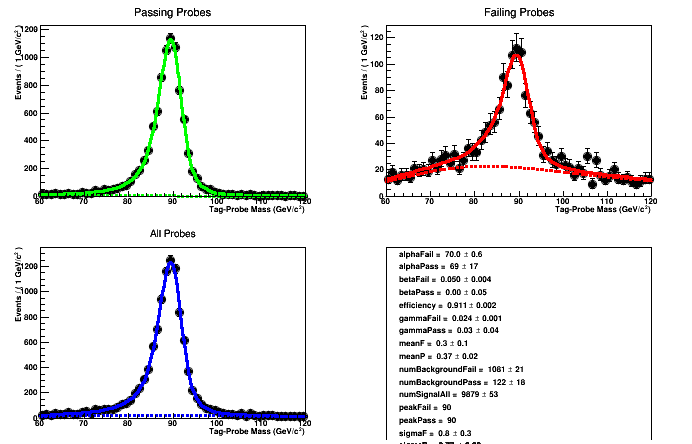 Passing Probes
Events / ( 1 GeV/c² )
1200
1000
800
600
400
200
0
60 70 80 90 100 110 120
Tag-Probe Mass (GeV/c²)
Failing Probes
Events / ( 1 GeV/c² )
120
100
80
60
40
20
0
60 70 80 90 100 110 120
Tag-Probe Mass (GeV/c²)
All Probes
Events / ( 1 GeV/c² )
1200
1000
800
600
400
200
0
60 70 80 90 100 110 120
Tag-Probe Mass (GeV/c²)
alphaFail = 70.0 ± 0.6
alphaPass = 69 ± 17
betaFail = 0.050 ± 0.004
betaPass = 0.00 ± 0.05
efficiency = 0.911 ± 0.002
gammaFail = 0.024 ± 0.001
gammaPass = 0.03 ± 0.04
meanF = 0.3 ± 0.1
meanP = 0.37 ± 0.02
numBackgroundFail = 1081 ± 21
numBackgroundPass = 122 ± 18
numSignalAll = 9879 ± 53
peakFail = 90
peakPass = 90
sigmaF = 0.8 ± 0.3